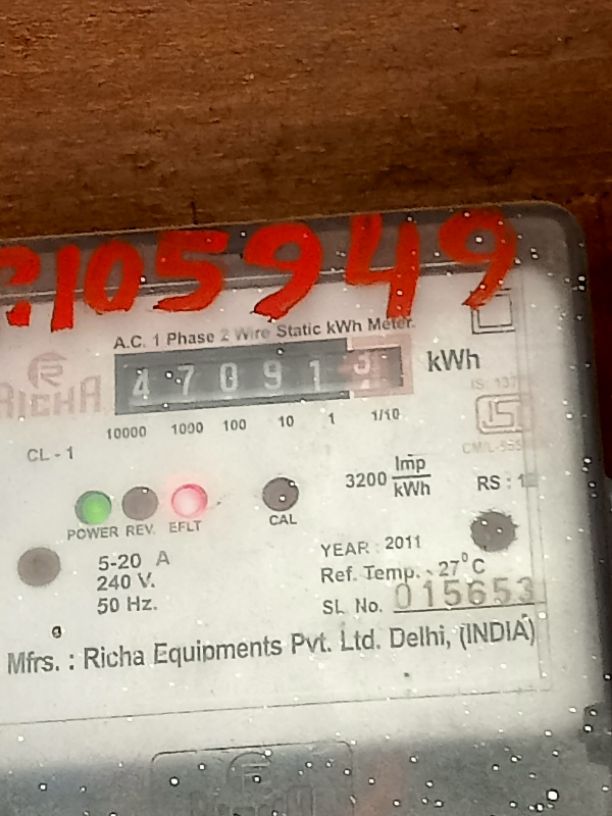 105949
A.C. 1 Phase 2 Wire Static kWh Meter.
RICHA
470913 kWh
10000 1000 100 10 1 1/10
CL - 1
3200 Imp/kWh
RS :
POWER REV. EFLT CAL
5-20 A
240 V.
50 Hz.
YEAR : 2011
Ref. Temp. - 27°C
SL No. 015653
Mfrs. : Richa Equipments Pvt. Ltd. Delhi, (INDIA)